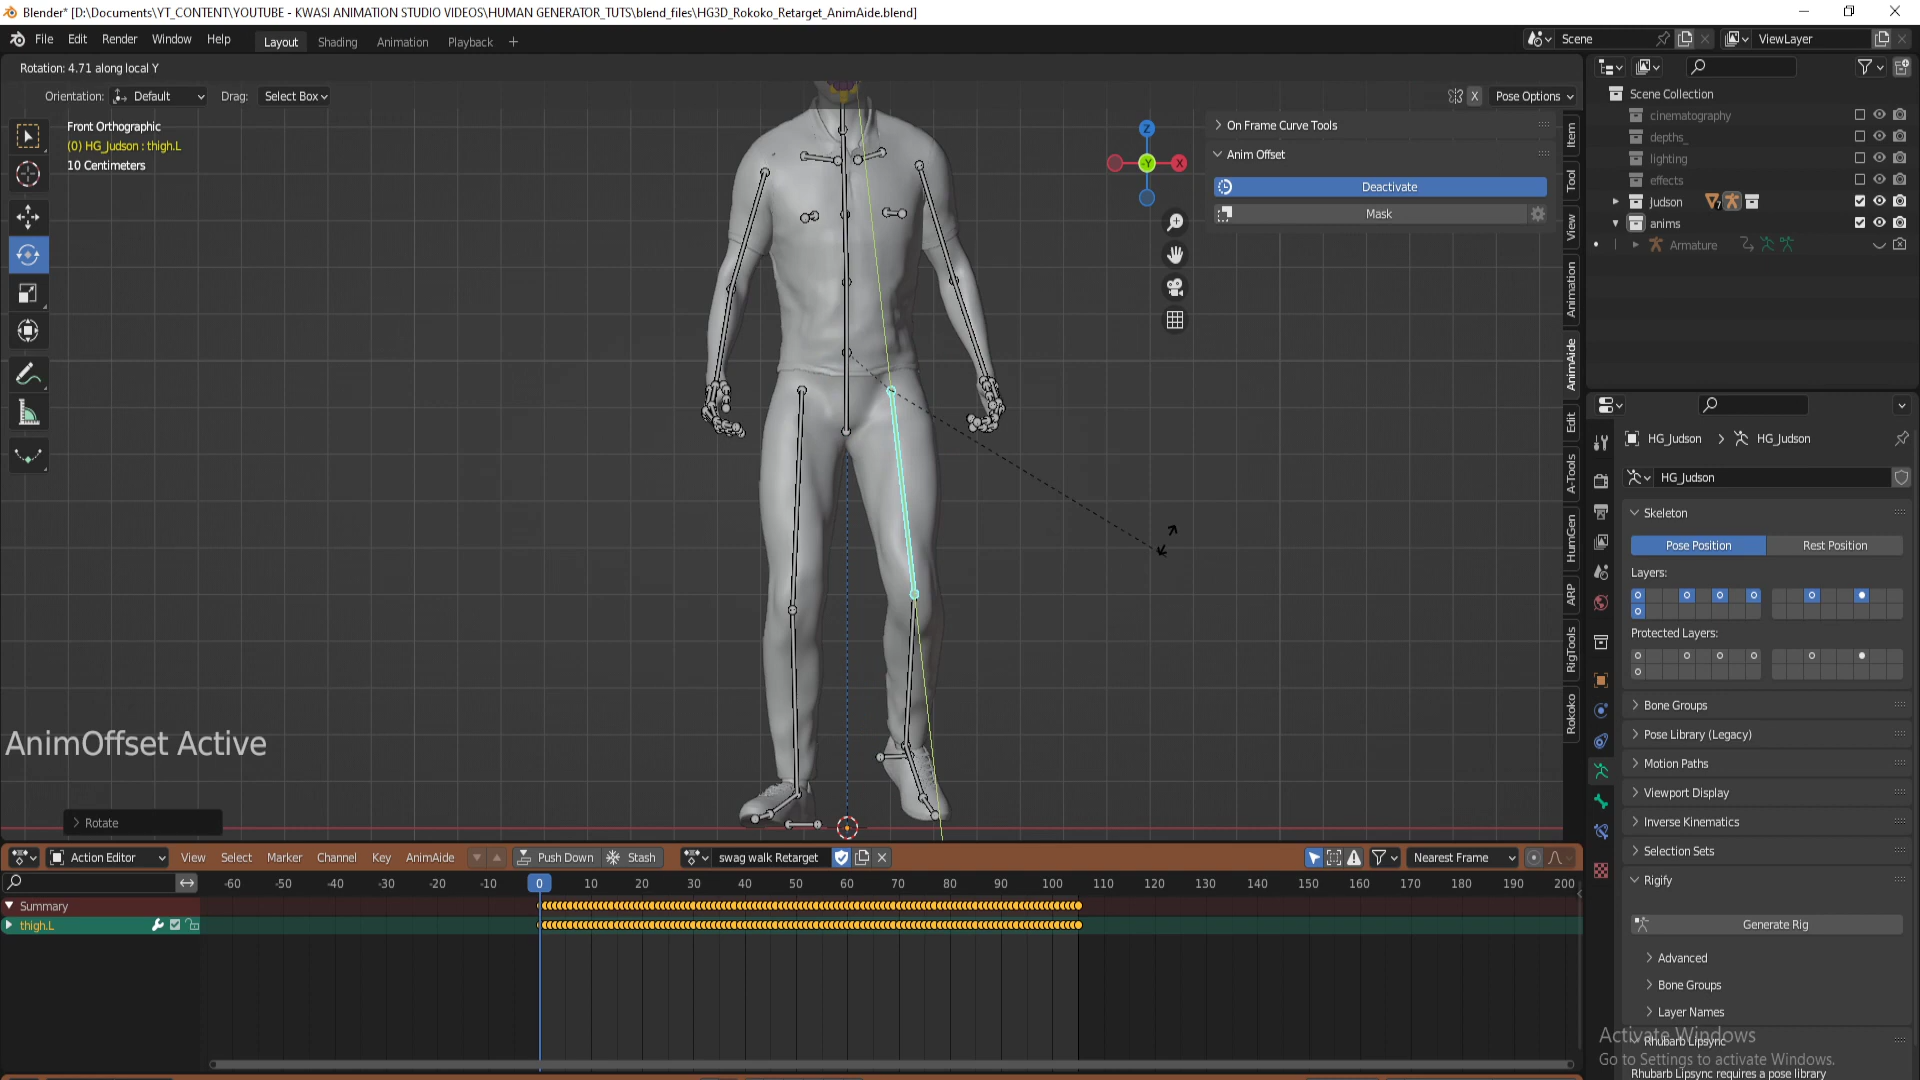 Blender* [D:\Documents\YT_CONTENT\YOUTUBE - KWASI ANIMATION STUDIO VIDEOS\HUMAN GENERATOR_TUTS\blend_files\HG3D_Rokoko_Retarget_AnimAide.blend]
File Edit Render Window Help Layout Shading Animation Playback + Scene ViewLayer
Rotation: 4.71 along local Y
Orientation: Default Drag: Select Box X Pose Options
Front Orthographic
(0) HG_Judson : thigh.L
10 Centimeters
Z
-Y
X
On Frame Curve Tools
Anim Offset
Deactivate
Mask
Item
Tool
View
Animation
AnimAide
Edit
A-Tools
HumGen
ARP
RigTools
Rokoko
Scene Collection
cinematography
depths_
lighting
effects
Judson 7
anims
Armature
HG_Judson > HG_Judson
HG_Judson
Skeleton
Pose Position Rest Position
Layers:
Protected Layers:
Bone Groups
Pose Library (Legacy)
Motion Paths
Viewport Display
Inverse Kinematics
Selection Sets
Rigify
Generate Rig
Advanced
Bone Groups
Layer Names
Rhubarb Lipsync
Rhubarb Lipsync requires a pose library
Activate Windows
Go to Settings to activate Windows.
AnimOffset Active
Rotate
Action Editor View Select Marker Channel Key AnimAide Push Down Stash swag walk Retarget Nearest Frame
-60 -50 -40 -30 -20 -10 0 10 20 30 40 50 60 70 80 90 100 110 120 130 140 150 160 170 180 190 200
Summary
thigh.L